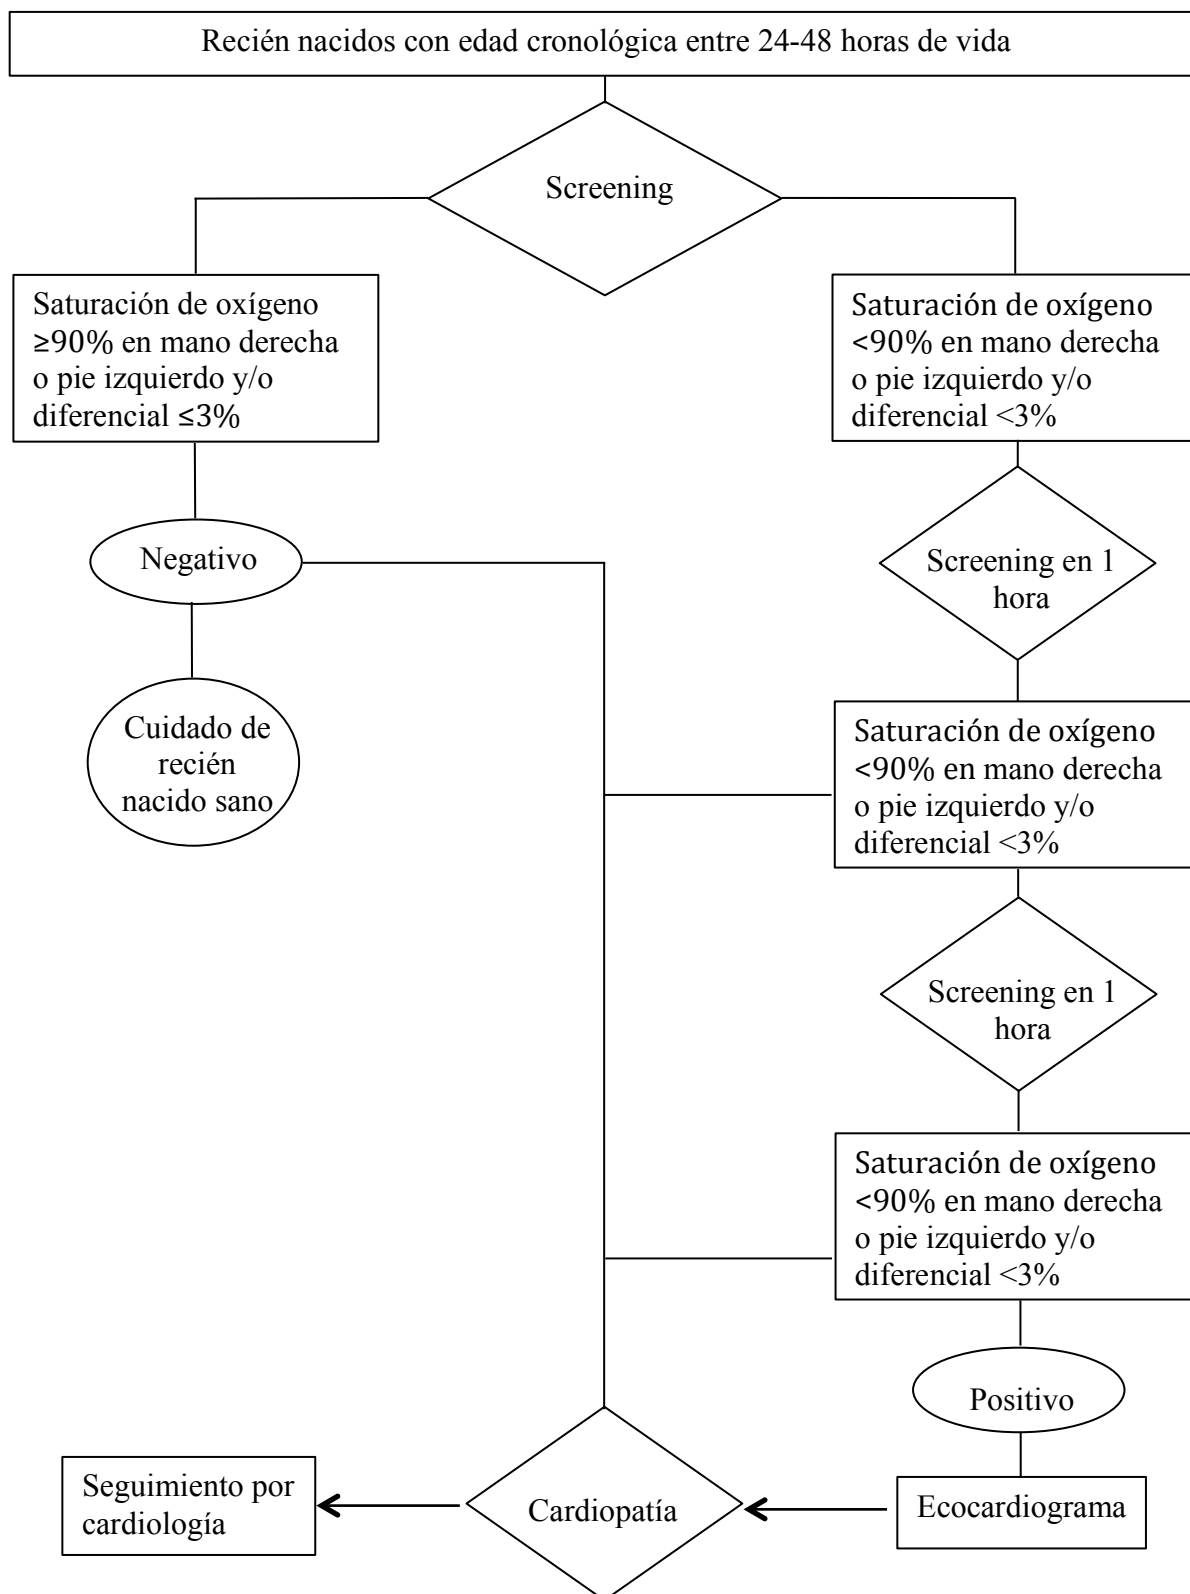 Recién nacidos con edad cronológica entre 24-48 horas de vida
Screening
Saturación de oxígeno
≥90% en mano derecha
o pie izquierdo y/o
diferencial ≤3%
Saturación de oxígeno
<90% en mano derecha
o pie izquierdo y/o
diferencial <3%
Negativo
Screening en 1
hora
Cuidado de
recién
nacido sano
Saturación de oxígeno
<90% en mano derecha
o pie izquierdo y/o
diferencial <3%
Screening en 1
hora
Saturación de oxígeno
<90% en mano derecha
o pie izquierdo y/o
diferencial <3%
Positivo
Ecocardiograma
Cardiopatía
Seguimiento por
cardiología